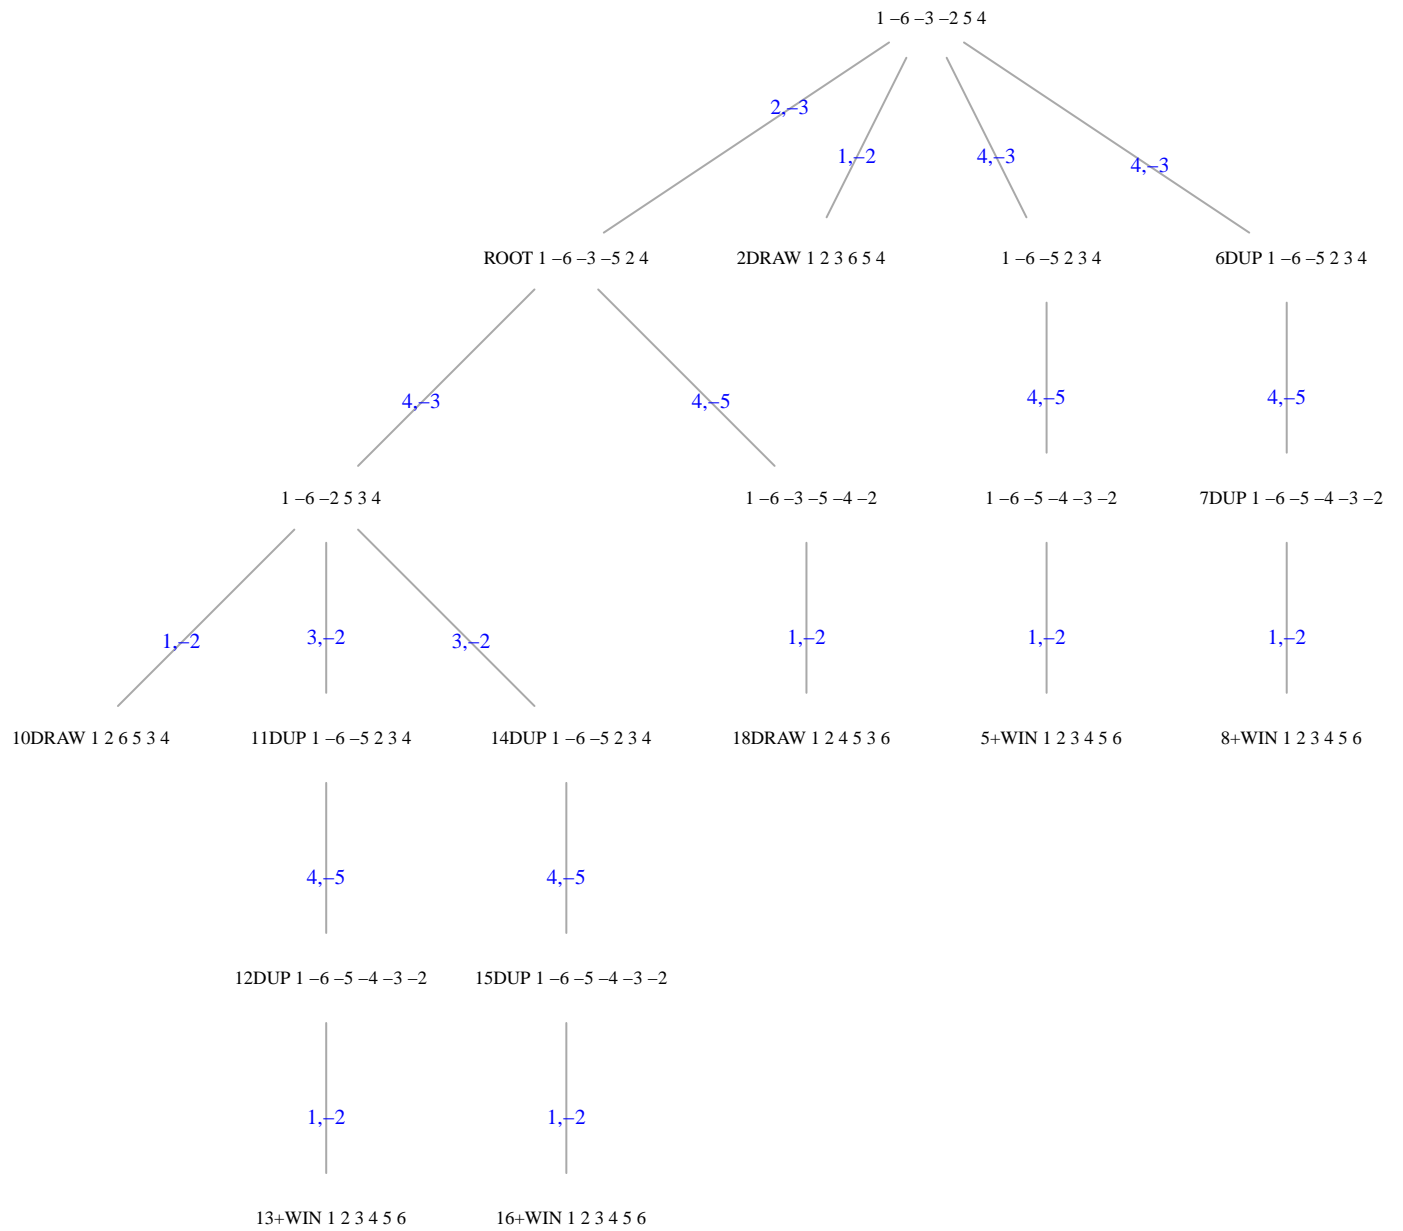 1 –6 –3 –2 5 4
2,–3
1,–2
4,–3
4,–3
ROOT 1 –6 –3 –5 2 4
2DRAW 1 2 3 6 5 4
1 –6 –5 2 3 4
6DUP 1 –6 –5 2 3 4
4,–3
4,–5
4,–5
4,–5
1 –6 –2 5 3 4
1 –6 –3 –5 –4 –2
1 –6 –5 –4 –3 –2
7DUP 1 –6 –5 –4 –3 –2
1,–2
3,–2
3,–2
1,–2
1,–2
1,–2
10DRAW 1 2 6 5 3 4
11DUP 1 –6 –5 2 3 4
14DUP 1 –6 –5 2 3 4
18DRAW 1 2 4 5 3 6
5+WIN 1 2 3 4 5 6
8+WIN 1 2 3 4 5 6
4,–5
4,–5
12DUP 1 –6 –5 –4 –3 –2
15DUP 1 –6 –5 –4 –3 –2
1,–2
1,–2
13+WIN 1 2 3 4 5 6
16+WIN 1 2 3 4 5 6